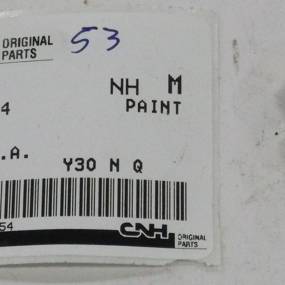 ORIGINAL 53
PARTS
NH M
4 PAINT
.A.
Y30 N Q
54
CNH ORIGINAL
PARTS